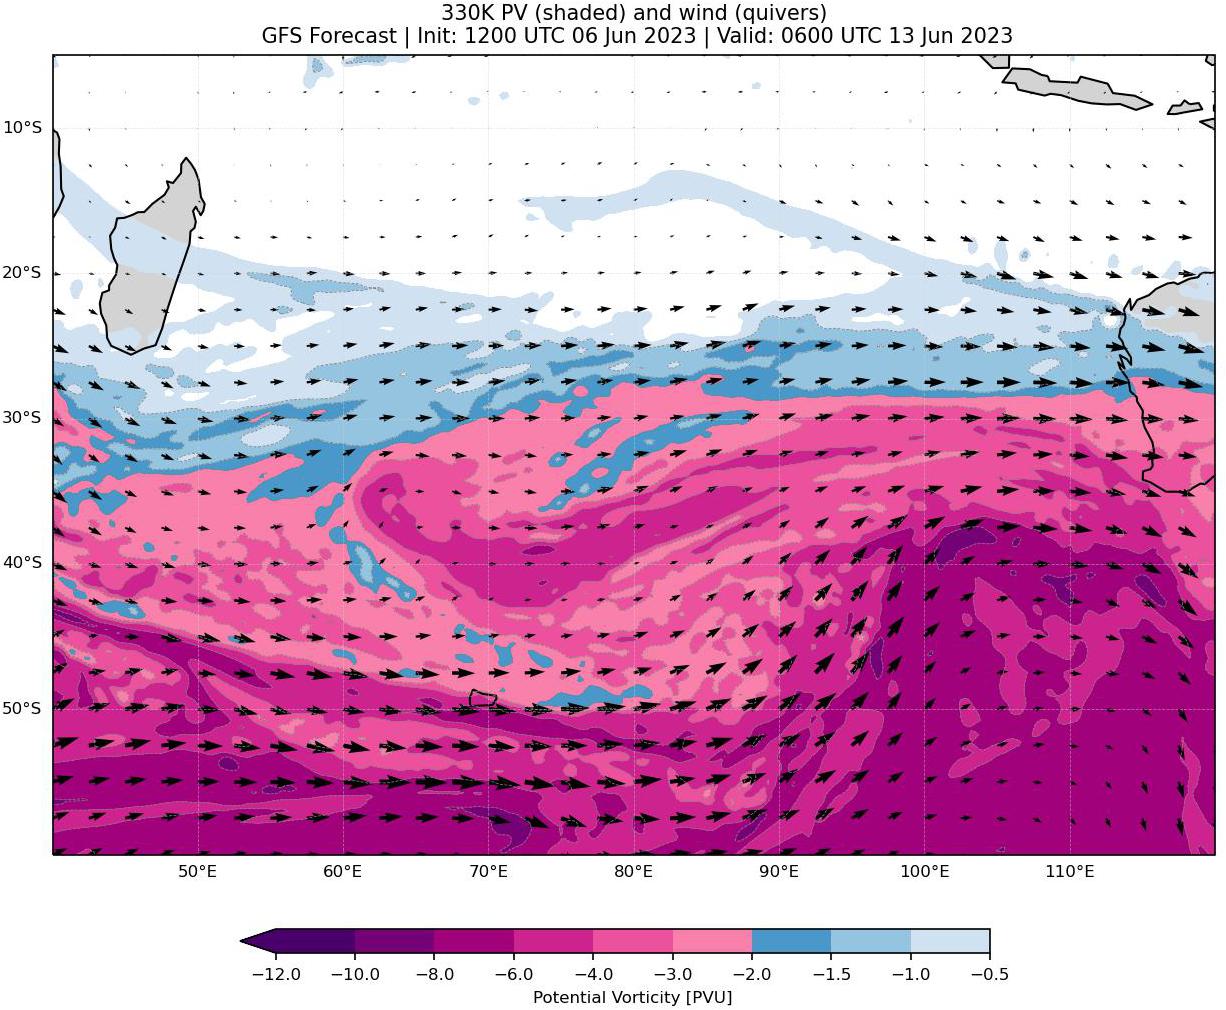 330K PV (shaded) and wind (quivers)
GFS Forecast | Init: 1200 UTC 06 Jun 2023 | Valid: 0600 UTC 13 Jun 2023
10°S
20°S
30°S
40°S
50°S
50°E 60°E 70°E 80°E 90°E 100°E 110°E
−12.0 −10.0 −8.0 −6.0 −4.0 −3.0 −2.0 −1.5 −1.0 −0.5
Potential Vorticity [PVU]